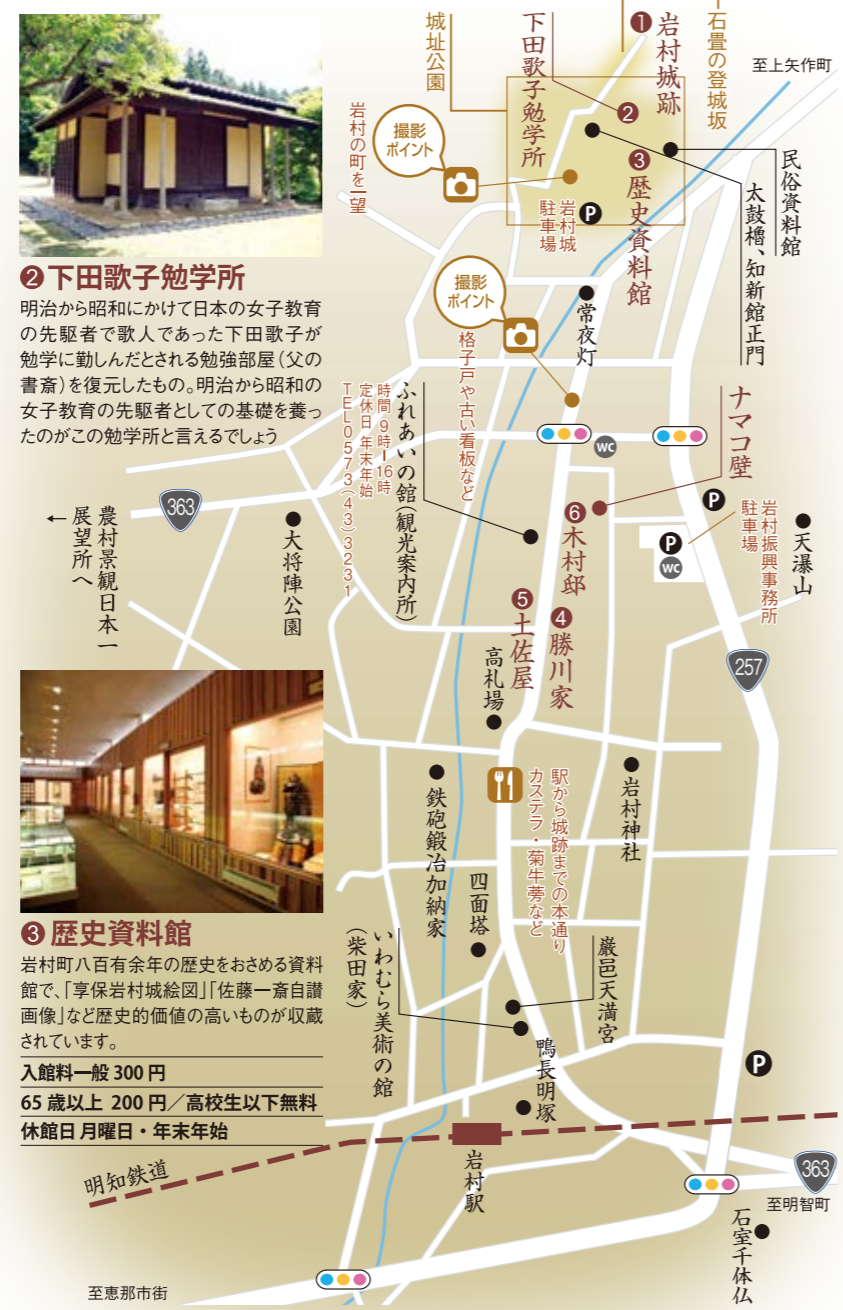 石畳の登城坂
❶岩村城跡
下田歌子勉学所
❷
城址公園
至上矢作町
岩村の町を一望
撮影
ポイント
❸歴史資料館
民俗資料館
太鼓櫓、知新館正門
岩村城
駐車場
P
❷下田歌子勉学所
明治から昭和にかけて日本の女子教育
の先駆者で歌人であった下田歌子が
勉学に勤しんだとされる勉強部屋（父の
書斎）を復元したもの。明治から昭和の
女子教育の先駆者としての基礎を養っ
たのがこの勉学所と言えるでしょう
撮影
ポイント
格子戸や古い看板など
常夜灯
ふれあいの舘（観光案内所）
時間 9時ー16時
定休日 年末年始
TEL0573（43）3231
ナマコ壁
WC
P
岩村振興事務所
駐車場
P
WC
天瀑山
363
大将陣公園
農村景観日本一
展望所へ
←
❻木村邸
❺土佐屋
❹勝川家
高札場
257
駅から城跡までの本通り
カステラ・菊牛蒡など
岩村神社
鉄砲鍛冶加納家
四面塔
いわむら美術の館
（柴田家）
巌邑天満宮
鴨長明塚
❸歴史資料館
岩村町八百有余年の歴史をおさめる資料
館で、「享保岩村城絵図」「佐藤一斎自讃
画像」など歴史的価値の高いものが収蔵
されています。
入館料一般 300 円
65 歳以上 200 円／高校生以下無料
休館日 月曜日・年末年始
P
明知鉄道
岩村駅
363
至明智町
石室千体仏
至恵那市街